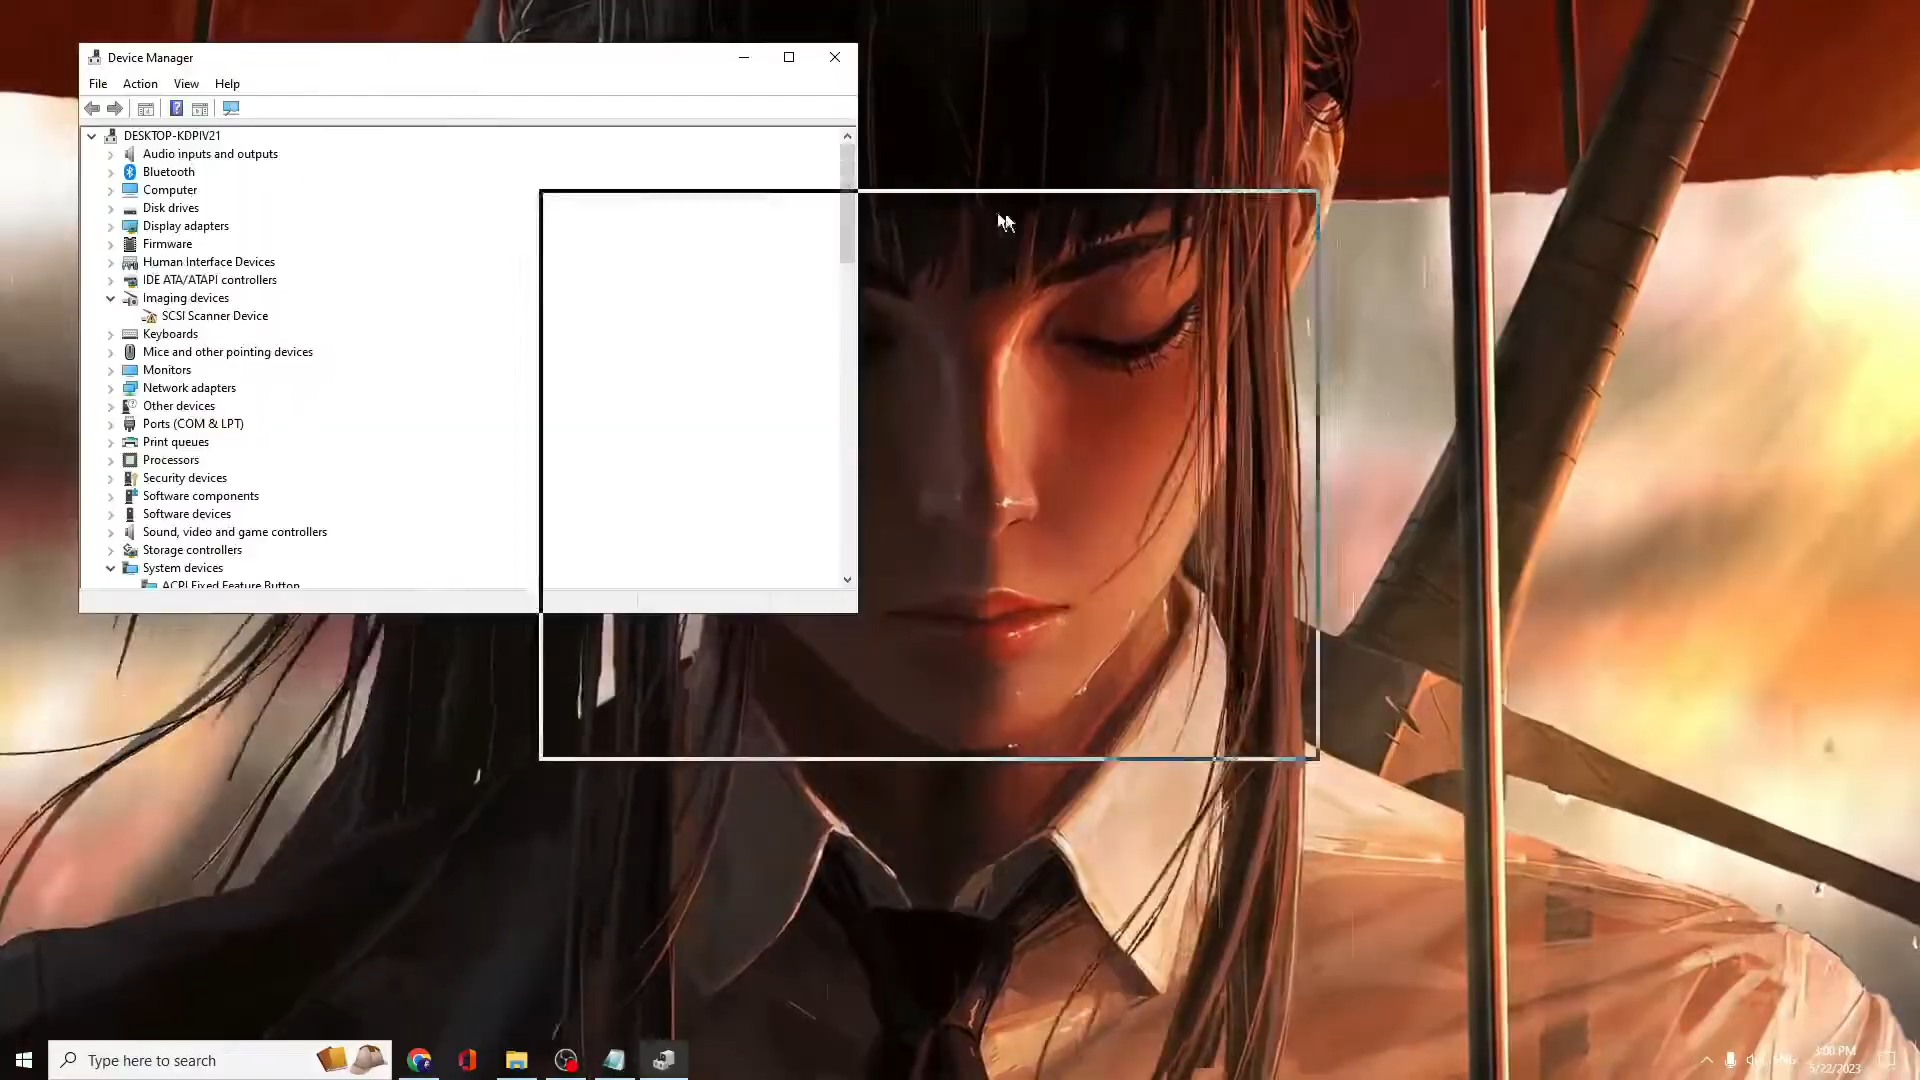 Device Manager
File Action View Help
DESKTOP-KDPIV21
Audio inputs and outputs
Bluetooth
Computer
Disk drives
Display adapters
Firmware
Human Interface Devices
IDE ATA/ATAPI controllers
Imaging devices
SCSI Scanner Device
Keyboards
Mice and other pointing devices
Monitors
Network adapters
Other devices
Ports (COM & LPT)
Print queues
Processors
Security devices
Software components
Software devices
Sound, video and game controllers
Storage controllers
System devices
ACPI Fixed Feature Button
Type here to search
ENG
3:00 PM
5/22/2023